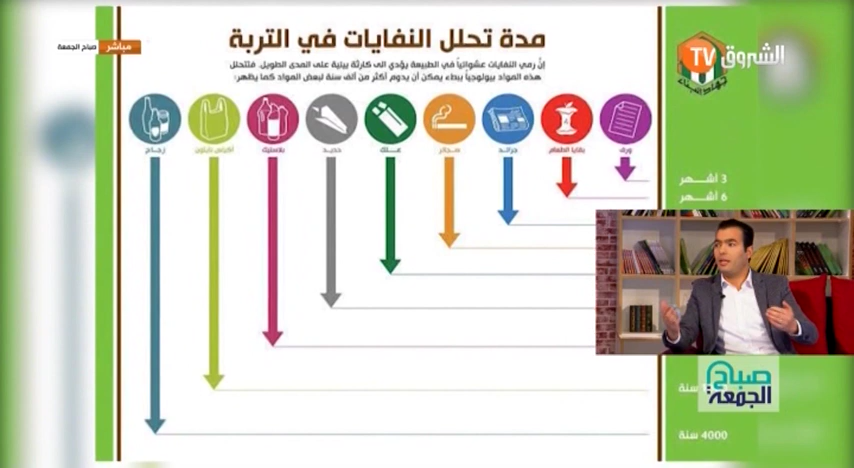 مباشر
صباح الجمعة
الشروق TV
مدة تحلل النفايات في التربة
إنّ رمي النفايات عشوائياً في الطبيعة يؤدي الى كارثة بيئية على المدى الطويل. فتتحلل
هذه المواد بيولوجياً ببطء يمكن أن يدوم أكثر من ألف سنة لبعض المواد كما يظهر:
ورق
بقايا الطعام
جرائد
سجائر
علك
حديد
بلاستيك
أكياس نايلون
زجاج
3 أشهر
6 أشهر
سنة
4000 سنة
صباح
الجمعة